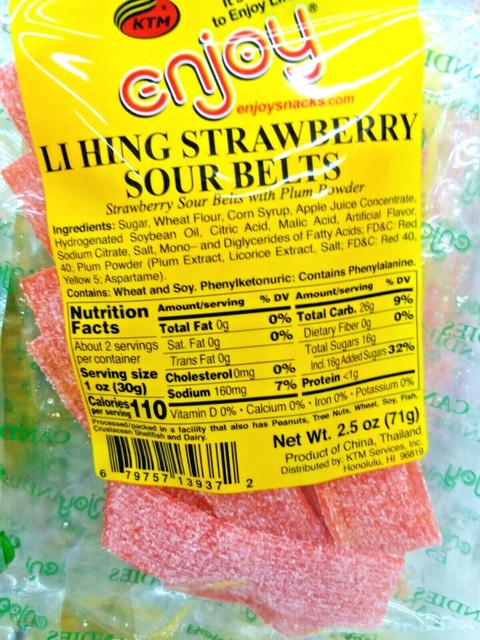 It's
to Enjoy
KTM
enjoy®
enjoysnacks.com
LI HING STRAWBERRY
SOUR BELTS
Strawberry Sour Belts with Plum Powder
Ingredients: Sugar, Wheat Flour, Corn Syrup, Apple Juice Concentrate,
Hydrogenated Soybean Oil, Citric Acid, Malic Acid, Artificial Flavor,
Sodium Citrate, Salt, Mono– and Diglycerides of Fatty Acids; FD&C: Red
40; Plum Powder (Plum Extract, Licorice Extract, Salt; FD&C: Red 40,
Yellow 5; Aspartame).
Contains: Wheat and Soy. Phenylketonuric: Contains Phenylalanine.
Nutrition
Facts
About 2 servings
per container
Serving size
1 oz (30g)
Calories
per serving 110
Amount/serving % DV
Total Fat 0g 0%
Sat. Fat 0g 0%
Trans Fat 0g
Cholesterol 0mg 0%
Sodium 160mg 7%
Amount/serving % DV
Total Carb. 26g 9%
Dietary Fiber 0g 0%
Total Sugars 16g
Incl. 16g Added Sugars 32%
Protein <1g
Vitamin D 0% • Calcium 0% • Iron 0% • Potassium 0%
Processed/packed in a facility that also has Peanuts, Tree Nuts, Wheat, Soy, Fish,
Crustacean Shellfish and Dairy.
Net Wt. 2.5 oz (71g)
Product of China, Thailand
Distributed by: KTM Services, Inc.
Honolulu, HI 96819
6 79757 13937 2